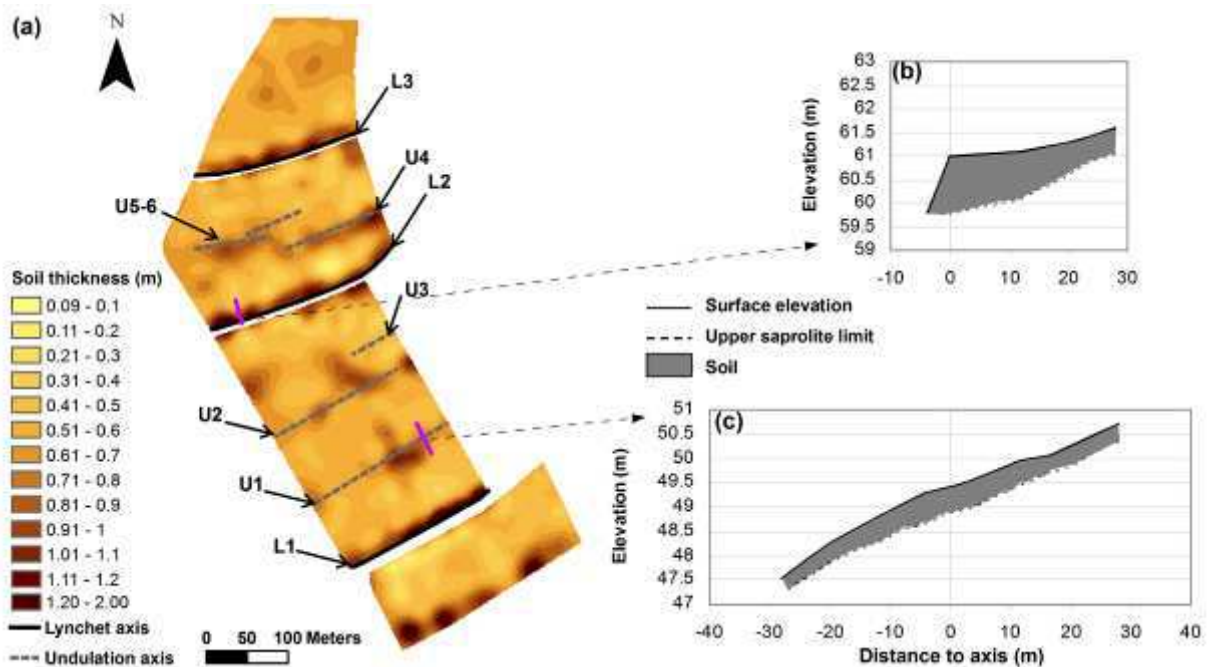 (a)
N
L3
U4
L2
U5-6
U3
U2
U1
L1
Soil thickness (m)
0.09 - 0.1
0.11 - 0.2
0.21 - 0.3
0.31 - 0.4
0.41 - 0.5
0.51 - 0.6
0.61 - 0.7
0.71 - 0.8
0.81 - 0.9
0.91 - 1
1.01 - 1.1
1.11 - 1.2
1.20 - 2.00
Lynchet axis
Undulation axis
0 50 100 Meters
(b)
Elevation (m)
63
62.5
62
61.5
61
60.5
60
59.5
59
-10 0 10 20 30
Surface elevation
Upper saprolite limit
Soil
(c)
Elevation (m)
51
50.5
50
49.5
49
48.5
48
47.5
47
-40 -30 -20 -10 0 10 20 30 40
Distance to axis (m)